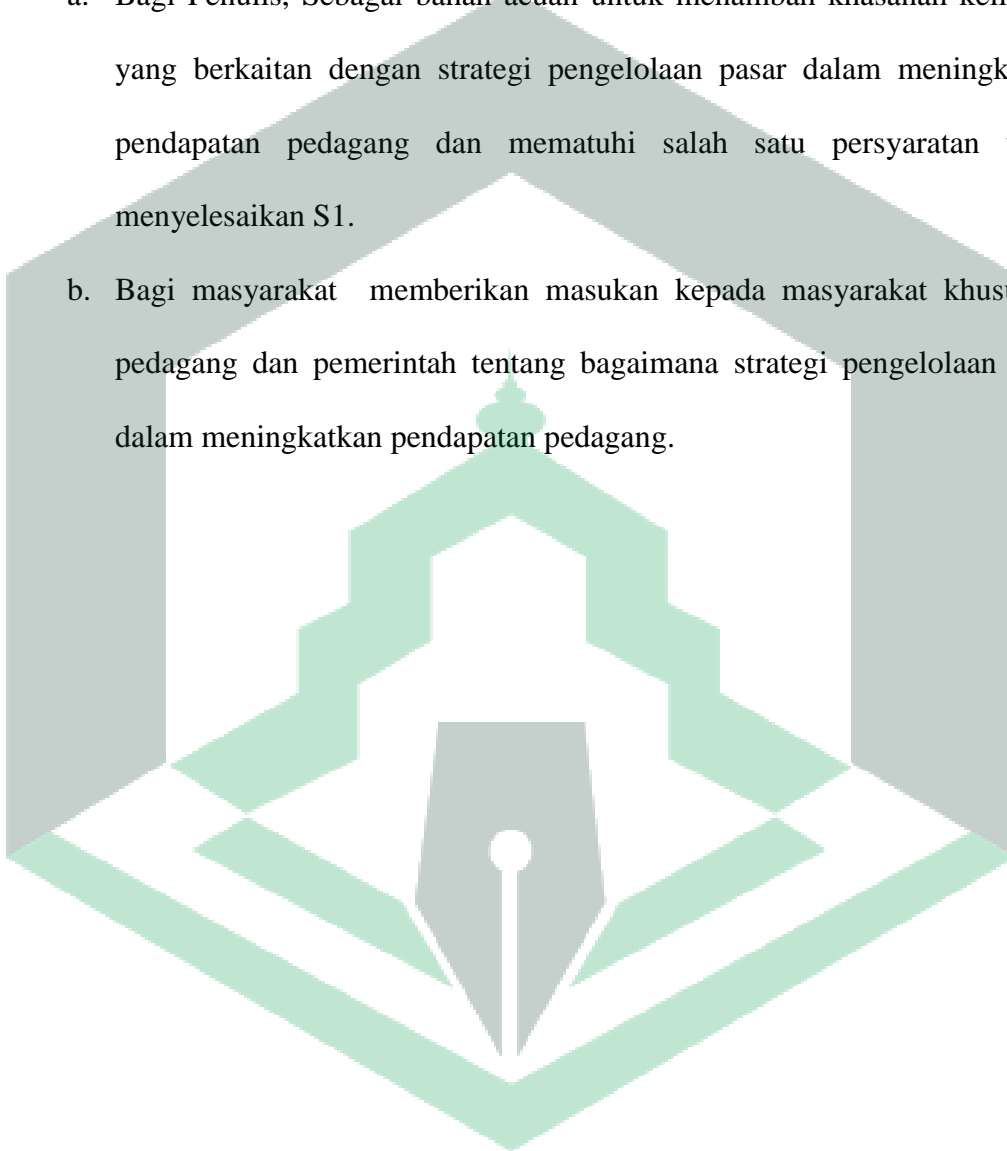 a. Bagi Penulis, Sebagai bahan acuan untuk menambah khasanah
yang berkaitan dengan strategi pengelolaan pasar dalam
pendapatan pedagang dan mematuhi salah satu persyaratan
menyelesaikan S1.
b. Bagi masyarakat memberikan masukan kepada masyarakat
pedagang dan pemerintah tentang bagaimana strategi pengelolaan
dalam meningkatkan pendapatan pedagang.